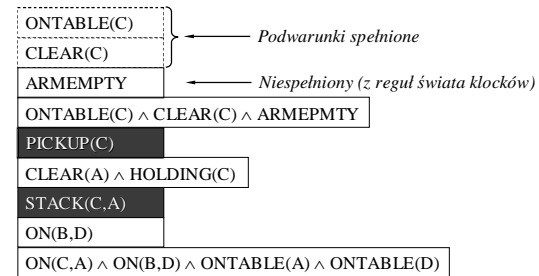 ONTABLE(C)
Podwarunki spełnione
CLEAR(C)
ARMEMPTY
Niespełniony (z reguł świata klocków)
ONTABLE(C) ∧ CLEAR(C) ∧ ARMEPMTY
PICKUP(C)
CLEAR(A) ∧ HOLDING(C)
STACK(C,A)
ON(B,D)
ON(C,A) ∧ ON(B,D) ∧ ONTABLE(A) ∧ ONTABLE(D)